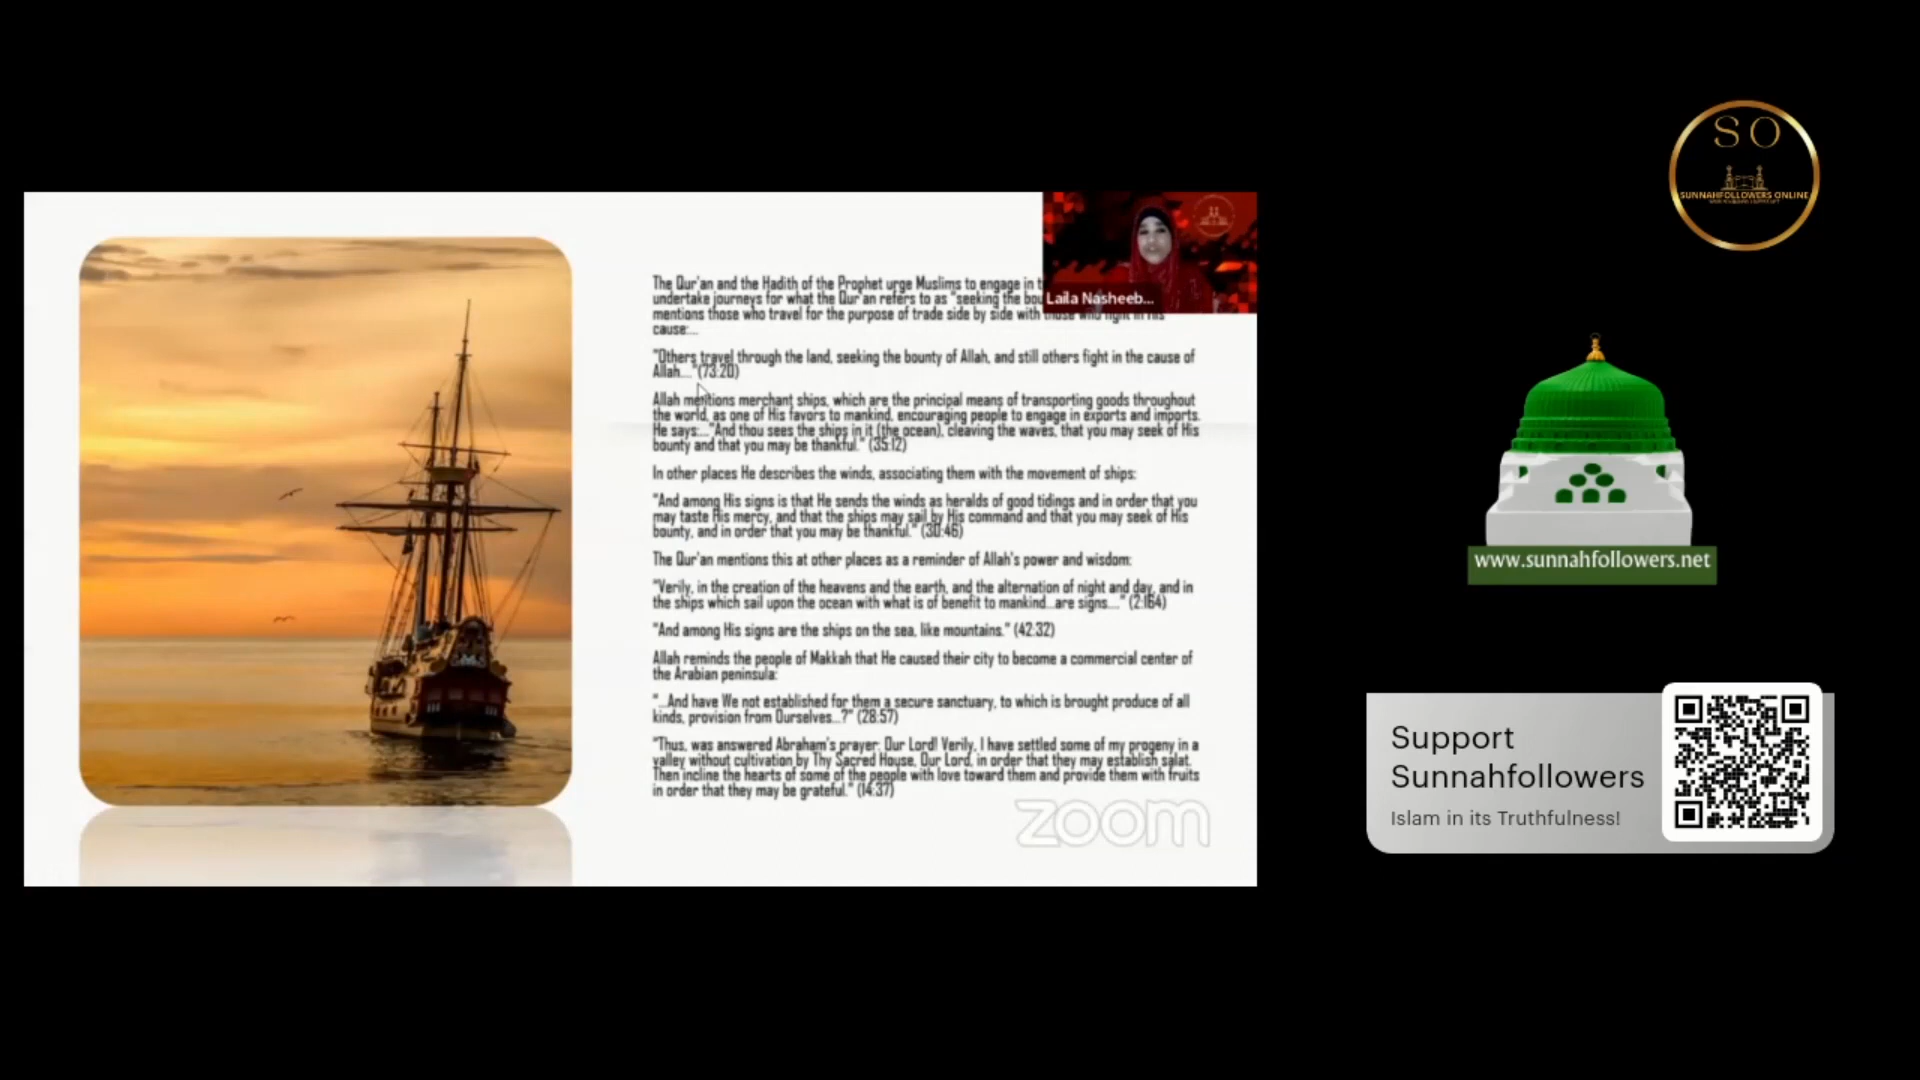 The Qur'an and the Hadith of the Prophet urge Muslims to engage in
undertake journeys for what the Qur'an refers to as "seeking the
mentions those who travel for the purpose of trade side by side with those who fight in His
cause:...
"Others travel through the land, seeking the bounty of Allah, and still others fight in the cause of
Allah...."(73:20)
Allah mentions merchant ships, which are the principal means of transporting goods throughout
the world, as one of His favors to mankind, encouraging people to engage in exports and imports.
He says:..."And thou sees the ships in it (the ocean), cleaving the waves, that you may seek of His
bounty and that you may be thankful." (35:12)
In other places He describes the winds, associating them with the movement of ships:
"And among His signs is that He sends the winds as heralds of good tidings and in order that you
may taste His mercy, and that the ships may sail by His command and that you may seek of His
bounty, and in order that you may be thankful." (30:46)
The Qur'an mentions this at other places as a reminder of Allah's power and wisdom:
"Verily, in the creation of the heavens and the earth, and the alternation of night and day, and in
the ships which sail upon the ocean with what is of benefit to mankind...are signs...." (2:164)
"And among His signs are the ships on the sea, like mountains." (42:32)
Allah reminds the people of Makkah that He caused their city to become a commercial center of
the Arabian peninsula:
"...And have We not established for them a secure sanctuary, to which is brought produce of all
kinds, provision from Ourselves...?" (28:57)
"Thus, was answered Abraham's prayer: Our Lord! Verily, I have settled some of my progeny in a
valley without cultivation by Thy Sacred House, Our Lord, in order that they may establish salat.
Then incline the hearts of some of the people with love toward them and provide them with fruits
in order that they may be grateful." (14:37)
Laila Nasheeb...
zoom
SO
SUNNAHFOLLOWERS ONLINE
www.sunnahfollowers.net
Support
Sunnahfollowers
Islam in its Truthfulness!